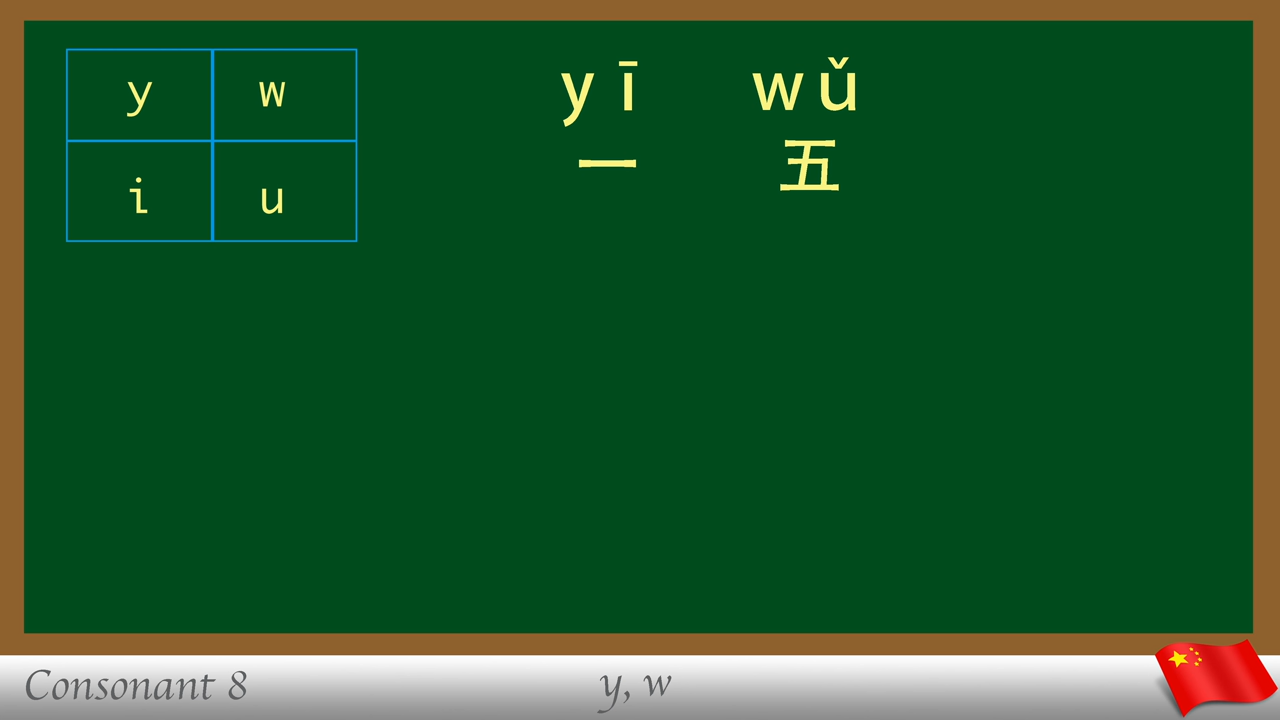 y w
i u
yī wǔ
一 五
Consonant 8 y, w